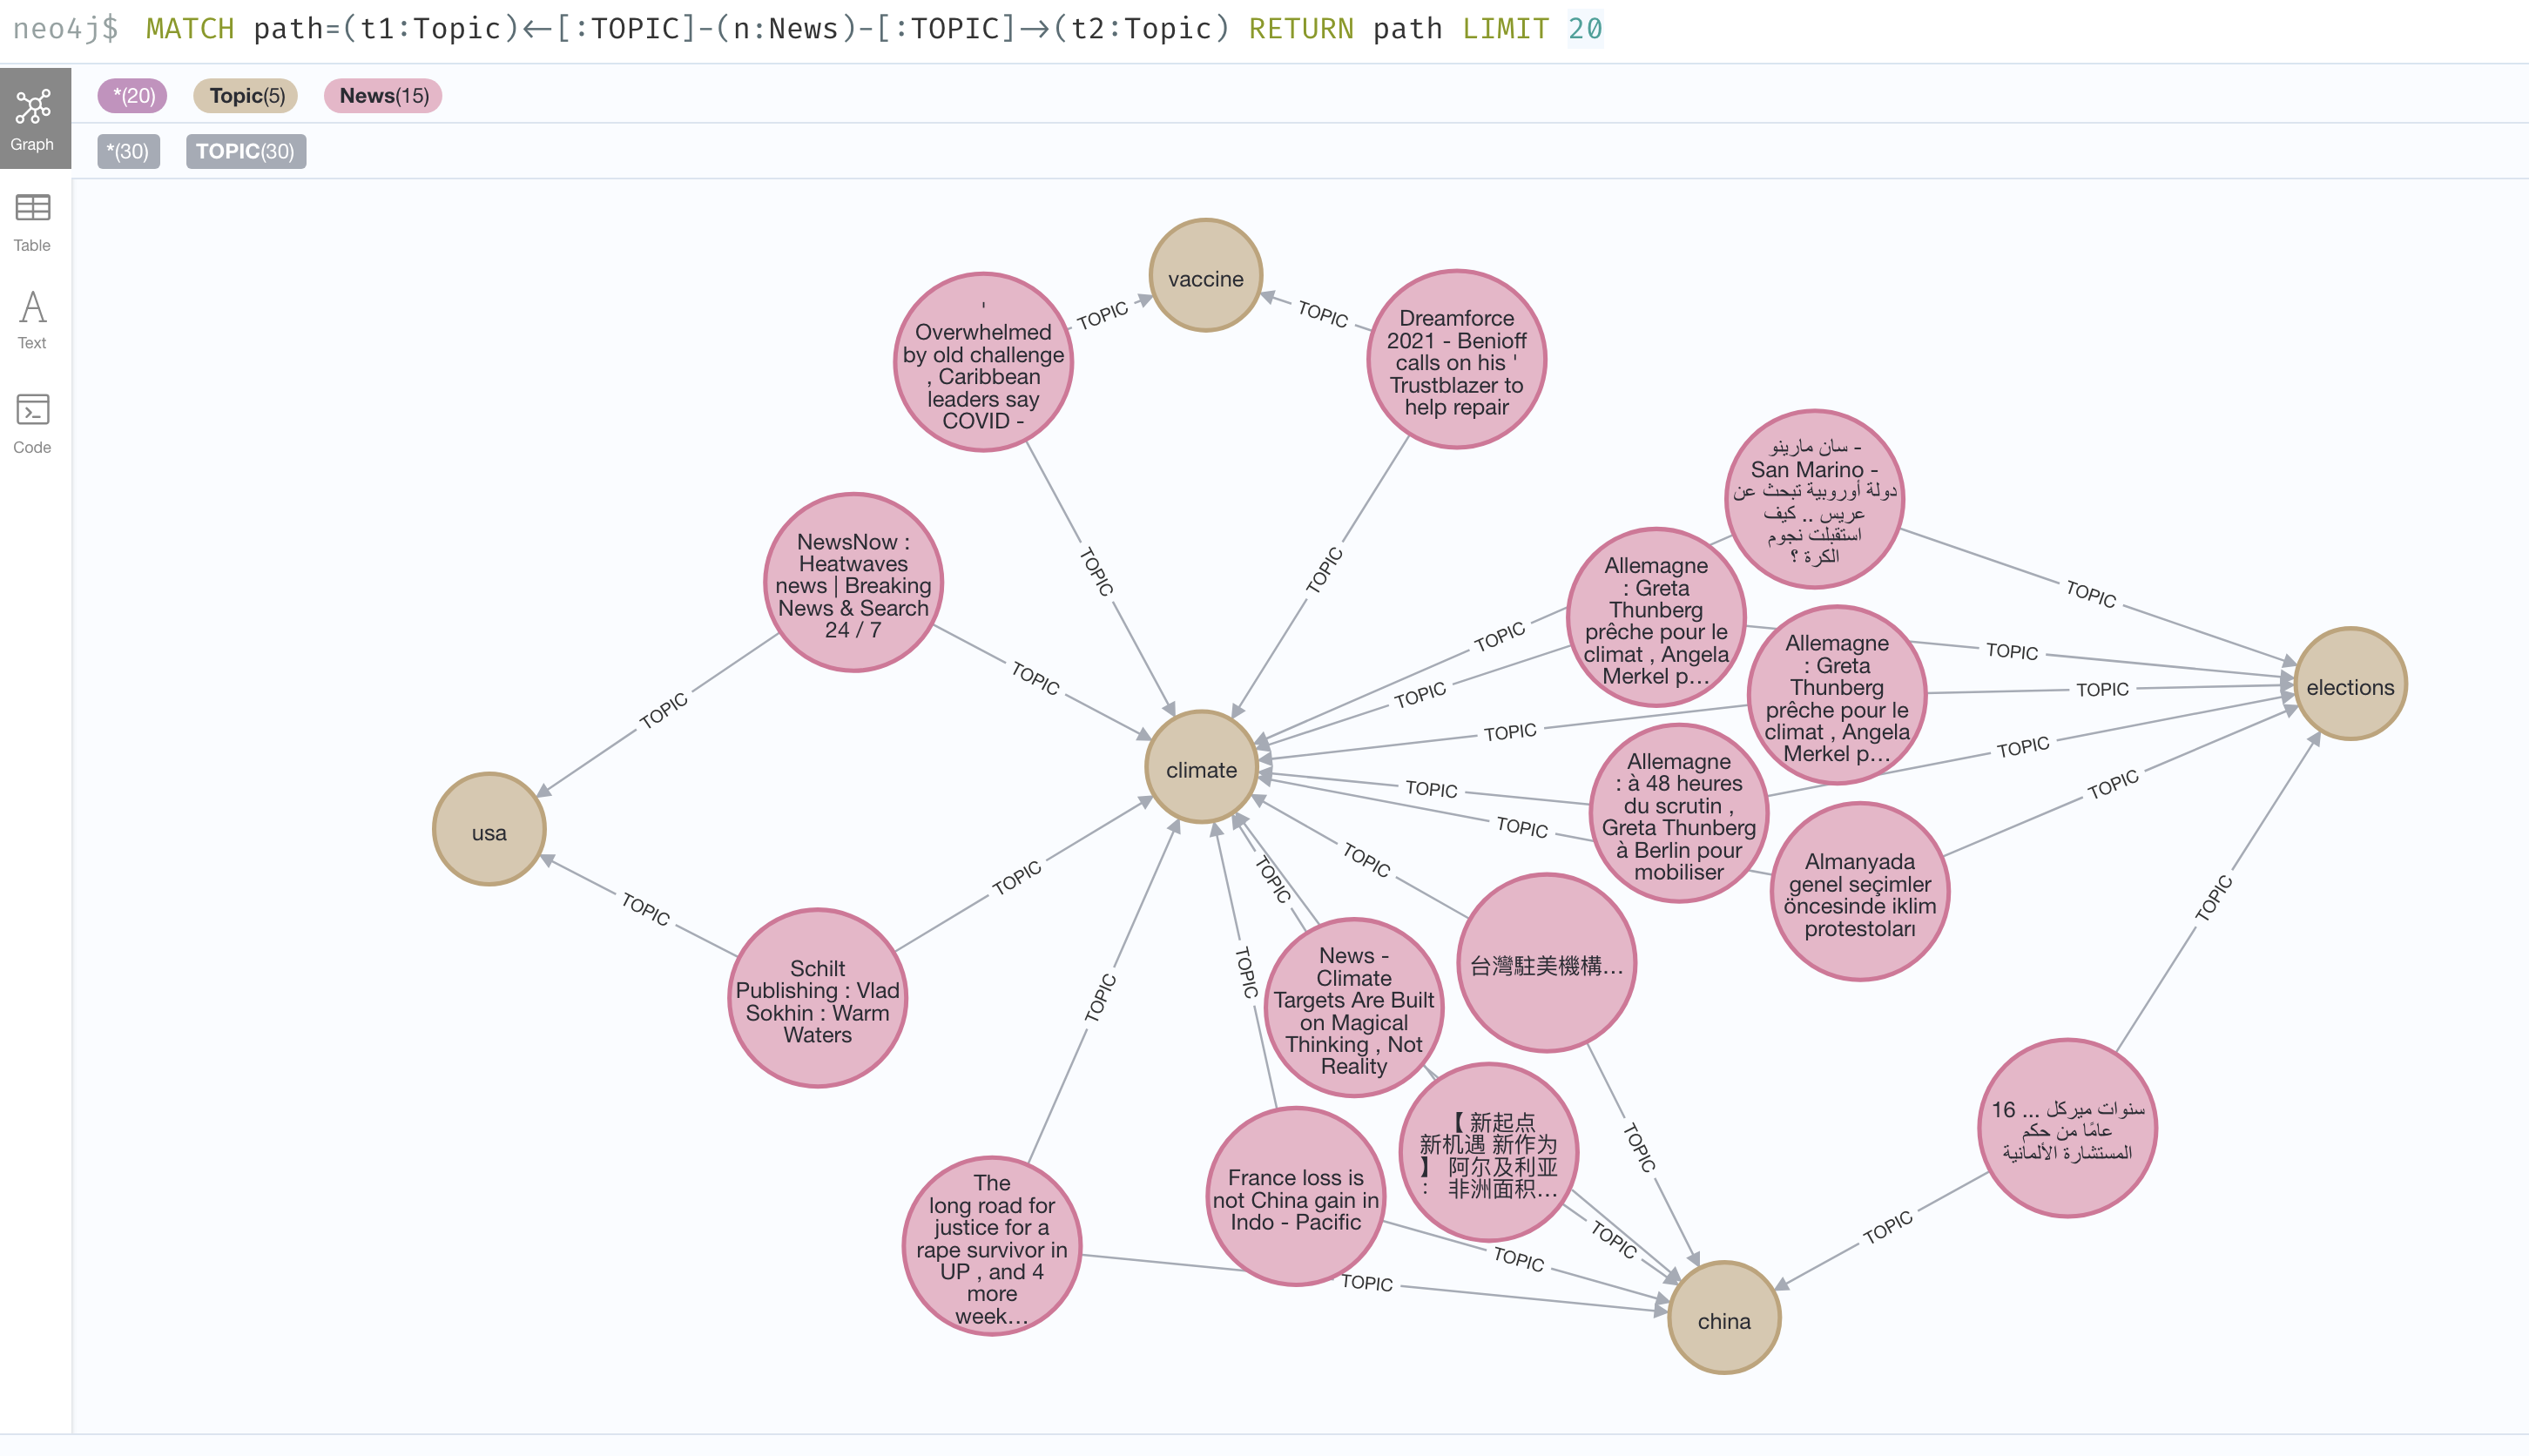 neo4j$ MATCH path=(t1:Topic)<-[:TOPIC]-(n:News)-[:TOPIC]->(t2:Topic) RETURN path LIMIT 20
*(20) Topic(5) News(15)
*(30) TOPIC(30)
Graph
Table
Text
Code
vaccine
'
Overwhelmed
by old challenge
, Caribbean
leaders say
COVID -
TOPIC
TOPIC
Dreamforce
2021 - Benioff
calls on his '
Trustblazer to
help repair
سان مارينو -
San Marino -
دولة أوروبية تبحث عن
عريس .. كيف
استقبلت نجوم
الكرة ؟
NewsNow :
Heatwaves
news | Breaking
News & Search
24 / 7
TOPIC
TOPIC
Allemagne
: Greta
Thunberg
prêche pour le
climat , Angela
Merkel p...
TOPIC
TOPIC
TOPIC
Allemagne
: Greta
Thunberg
prêche pour le
climat , Angela
Merkel p...
TOPIC
TOPIC
TOPIC
TOPIC
elections
TOPIC
TOPIC
climate
TOPIC
TOPIC
TOPIC
Allemagne
: à 48 heures
du scrutin ,
Greta Thunberg
à Berlin pour
mobiliser
usa
TOPIC
TOPIC
TOPIC
TOPIC
TOPIC
Almanyada
genel seçimler
öncesinde iklim
protestoları
TOPIC
Schilt
Publishing : Vlad
Sokhin : Warm
Waters
TOPIC
TOPIC
News -
Climate
Targets Are Built
on Magical
Thinking , Not
Reality
台灣駐美機構...
【 新起点
新机遇 新作为
】 阿尔及利亚
： 非洲面积...
TOPIC
سنوات ميركل ... 16
عامًا من حكم
المستشارة الألمانية
The
long road for
justice for a
rape survivor in
UP , and 4
more
week...
France loss is
not China gain in
Indo - Pacific
TOPIC
TOPIC
TOPIC
TOPIC
china